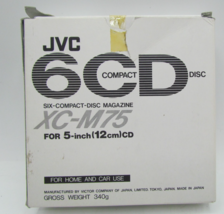 JVC
6CD
COMPACT
DISC
SIX-COMPACT-DISC MAGAZINE
XC-M75
FOR 5-inch(12cm)CD
FOR HOME AND CAR USE
MANUFACTURED BY VICTOR COMPANY OF JAPAN, LIMITED TOKYO, JAPAN MADE IN JAPAN
GROSS WEIGHT 340g